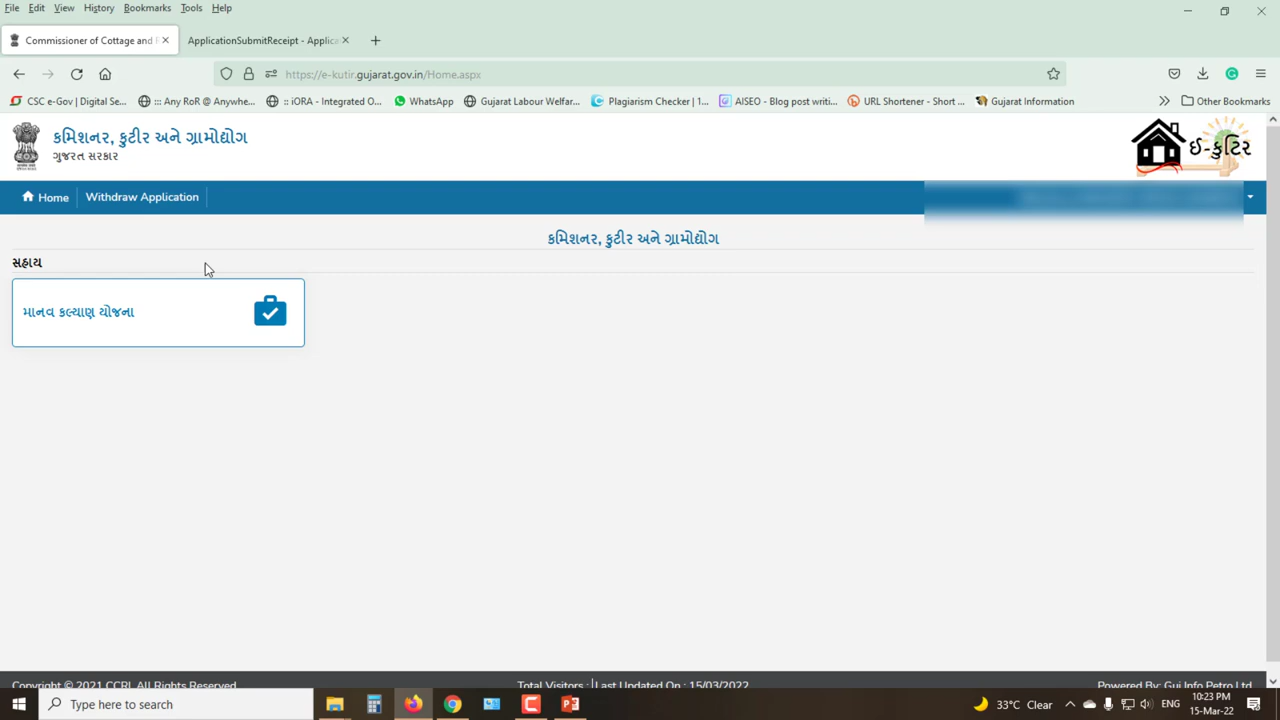 File Edit View History Bookmarks Tools Help
Commissioner of Cottage and ApplicationSubmitReceipt - Applica
https://e-kutir.gujarat.gov.in/Home.aspx
CSC e-Gov | Digital Se... ::: Any RoR @ Anywhe... :: iORA - Integrated O... WhatsApp Gujarat Labour Welfar... Plagiarism Checker | 1... AISEO - Blog post writi... URL Shortener - Short ... Gujarat Information Other Bookmarks
કમિશનર, કુટીર અને ગ્રામોદ્યોગ
ગુજરાત સરકાર
ઈ-કુટિર
Home Withdraw Application
કમિશનર, કુટીર અને ગ્રામોદ્યોગ
સહાય
માનવ કલ્યાણ યોજના
Copyright © 2021 CCRI. All Rights Reserved. Total Visitors : Last Updated On : 15/03/2022 Powered By: Guj Info Petro Ltd.
Type here to search 33°C Clear ENG 10:23 PM
15-Mar-22